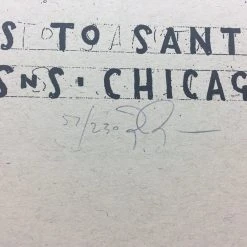 S TO SANT
SNS. CHICAG
57/230